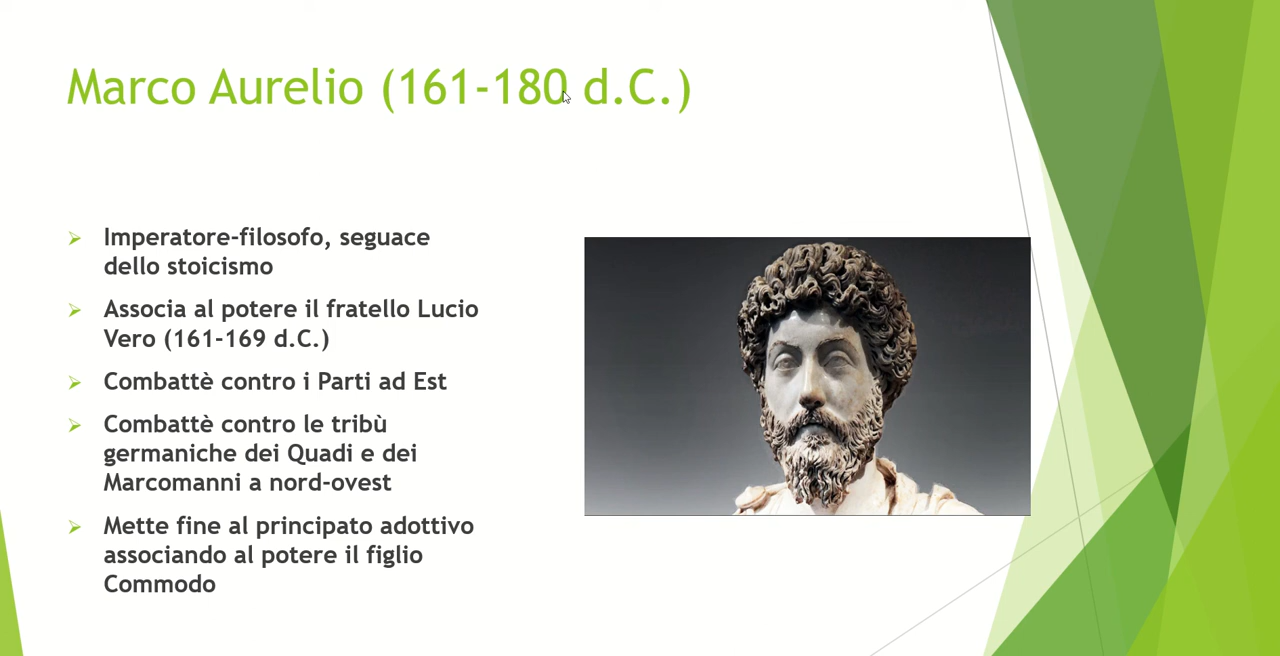 Marco Aurelio (161-180 d.C.)
Imperatore-filosofo, seguace
dello stoicismo
Associa al potere il fratello Lucio
Vero (161-169 d.C.)
Combattè contro i Parti ad Est
Combattè contro le tribù
germaniche dei Quadi e dei
Marcomanni a nord-ovest
Mette fine al principato adottivo
associando al potere il figlio
Commodo